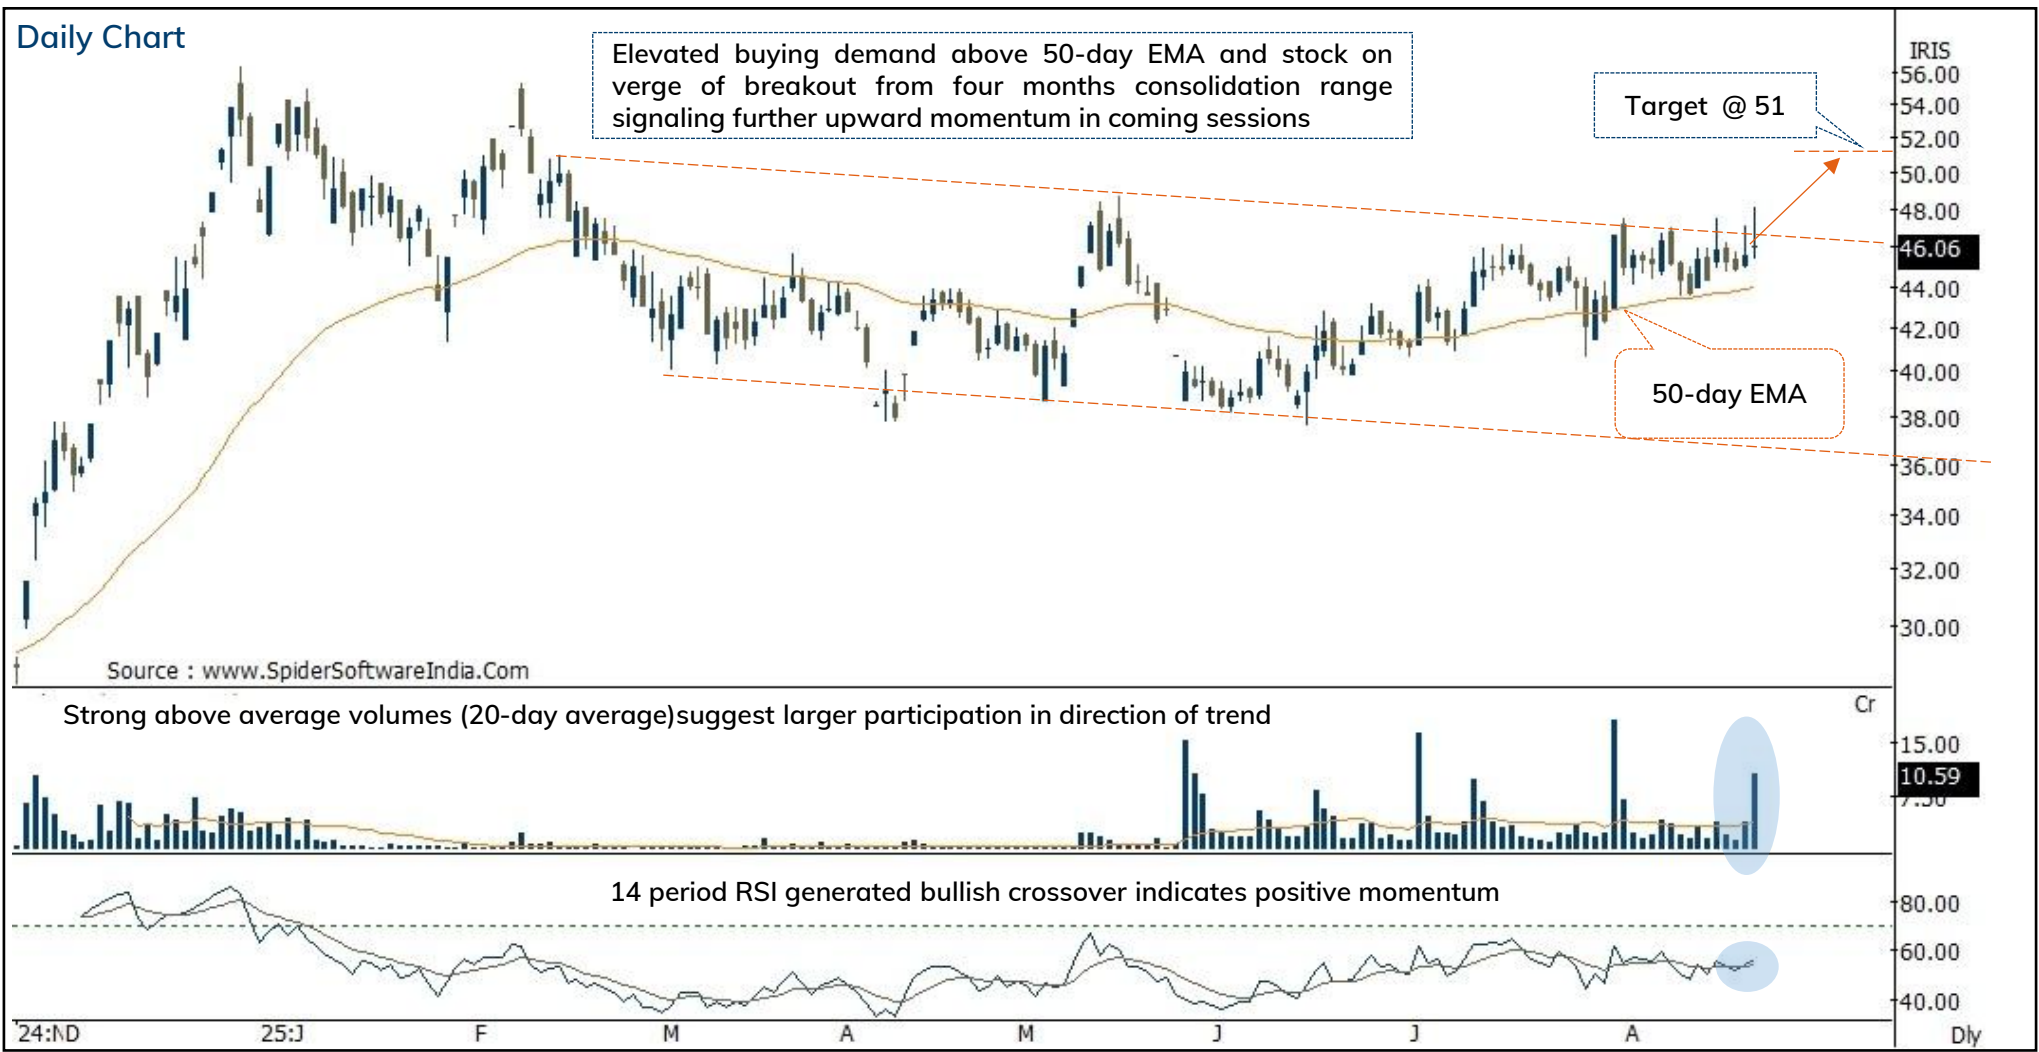 Daily Chart
Elevated buying demand above 50-day EMA and stock on
verge of breakout from four months consolidation range
signaling further upward momentum in coming sessions
Target @ 51
IRIS
56.00
54.00
52.00
50.00
48.00
46.06
44.00
42.00
40.00
38.00
36.00
34.00
32.00
30.00
50-day EMA
Source : www.SpiderSoftwareIndia.Com
Strong above average volumes (20-day average)suggest larger participation in direction of trend
Cr
15.00
10.59
7.50
14 period RSI generated bullish crossover indicates positive momentum
80.00
60.00
40.00
24:ND 25:J F M A M J J A Dly